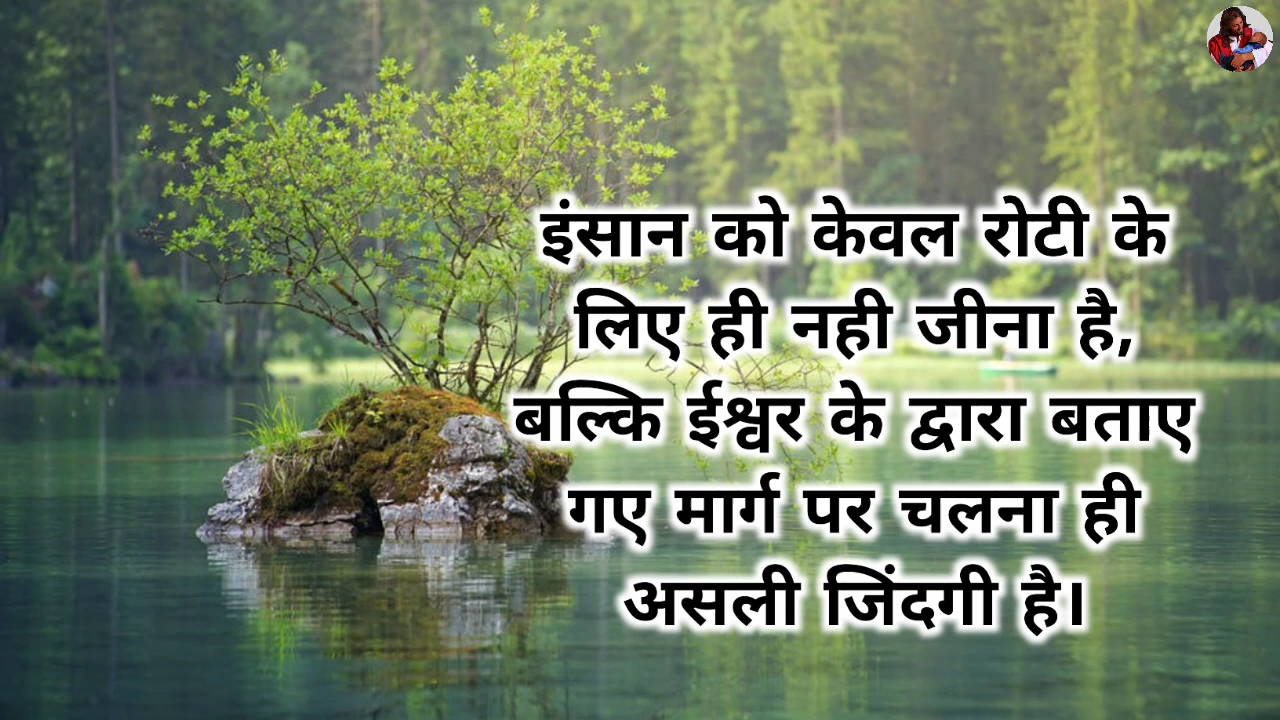 इंसान को केवल रोटी के
लिए ही नही जीना है,
बल्कि ईश्वर के द्वारा बताए
गए मार्ग पर चलना ही
असली जिंदगी है।